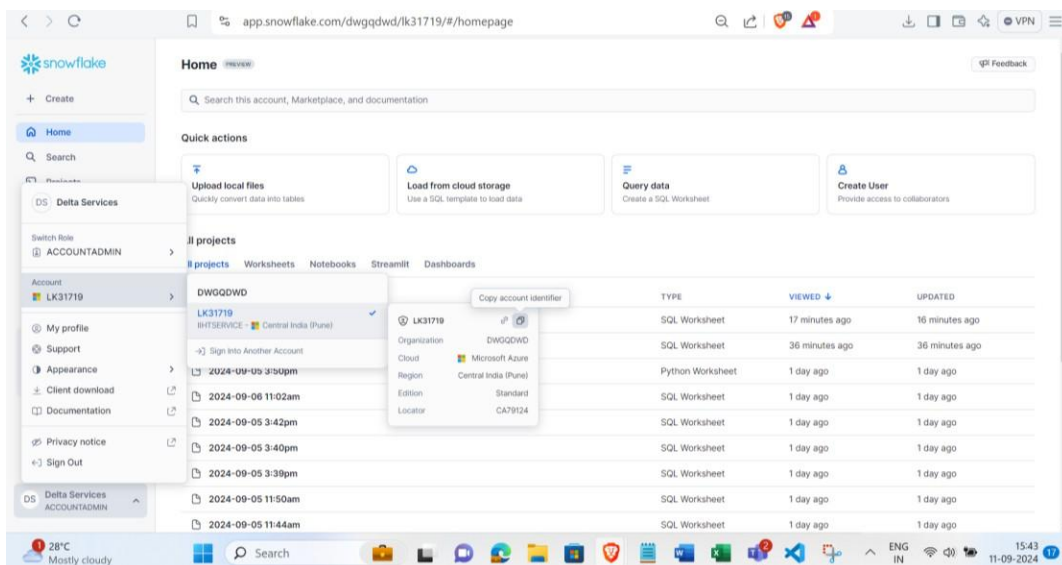 app.snowflake.com/dwgqdwd/lk31719/#/homepage
VPN
snowflake
Home PREVIEW
Feedback
+ Create
Search this account, Marketplace, and documentation
Home
Quick actions
Search
Upload local files
Quickly convert data into tables
Load from cloud storage
Use a SQL template to load data
Query data
Create a SQL Worksheet
Create User
Provide access to collaborators
DS Delta Services
Switch Role
ACCOUNTADMIN
ll projects
ll projects Worksheets Notebooks Streamlit Dashboards
Account
LK31719
DWGQDWD
LK31719
IIHTSERVICE - Central India (Pune)
Sign Into Another Account
Copy account identifier
LK31719
Organization DWGQDWD
Cloud Microsoft Azure
Region Central India (Pune)
Edition Standard
Locator CA79124
My profile
Support
Appearance
Client download
Documentation
Privacy notice
Sign Out
DS Delta Services
ACCOUNTADMIN
TYPE VIEWED UPDATED
SQL Worksheet 17 minutes ago 16 minutes ago
SQL Worksheet 36 minutes ago 36 minutes ago
2024-09-05 3:50pm Python Worksheet 1 day ago 1 day ago
2024-09-06 11:02am SQL Worksheet 1 day ago 1 day ago
2024-09-05 3:42pm SQL Worksheet 1 day ago 1 day ago
2024-09-05 3:40pm SQL Worksheet 1 day ago 1 day ago
2024-09-05 3:39pm SQL Worksheet 1 day ago 1 day ago
2024-09-05 11:50am SQL Worksheet 1 day ago 1 day ago
2024-09-05 11:44am SQL Worksheet 1 day ago 1 day ago
28°C
Mostly cloudy
Search
ENG
IN
15:43
11-09-2024
17